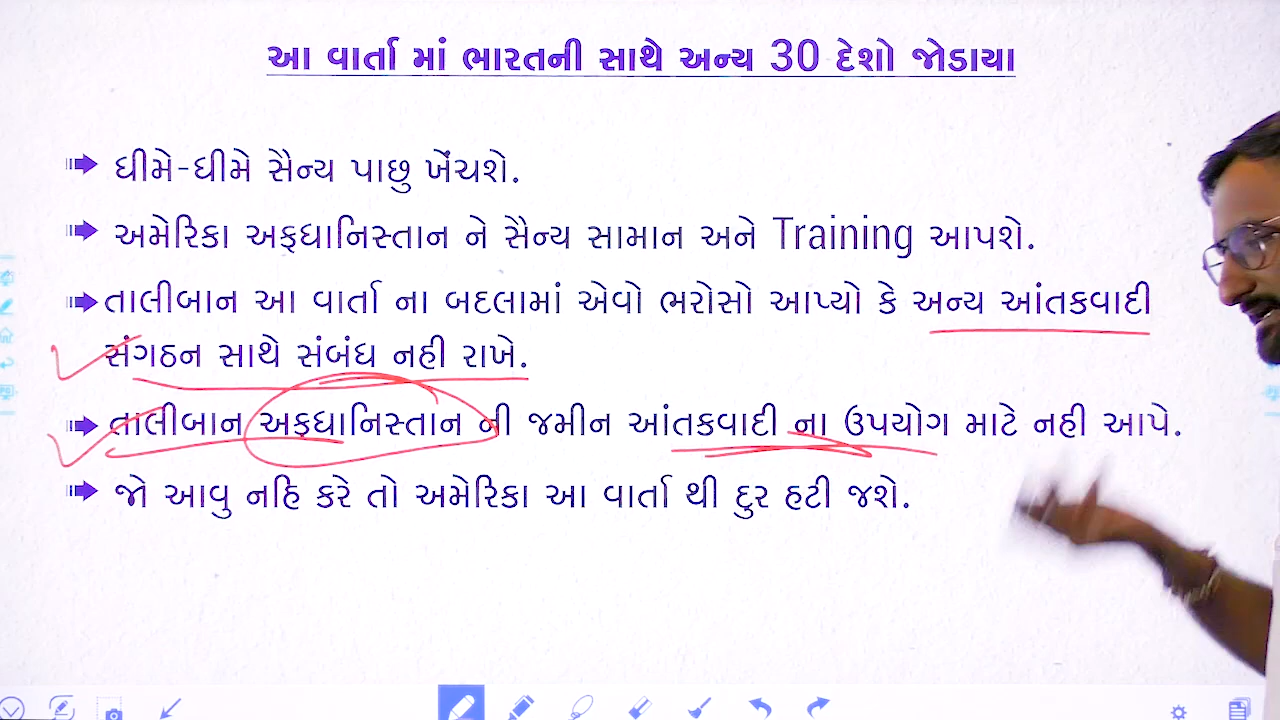 આ વાર્તા માં ભારતની સાથે અન્ય 30 દેશો જોડાયા
ધીમે-ધીમે સૈન્ય પાછુ ખેંચશે.
અમેરિકા અફઘાનિસ્તાન ને સૈન્ય સામાન અને Training આપશે.
તાલીબાન આ વાર્તા ના બદલામાં એવો ભરોસો આપ્યો કે અન્ય આંતકવાદી
સંગઠન સાથે સંબંધ નહી રાખે.
તાલીબાન અફઘાનિસ્તાન ની જમીન આંતકવાદી ના ઉપયોગ માટે નહી આપે.
જો આવુ નહિ કરે તો અમેરિકા આ વાર્તા થી દુર હટી જશે.